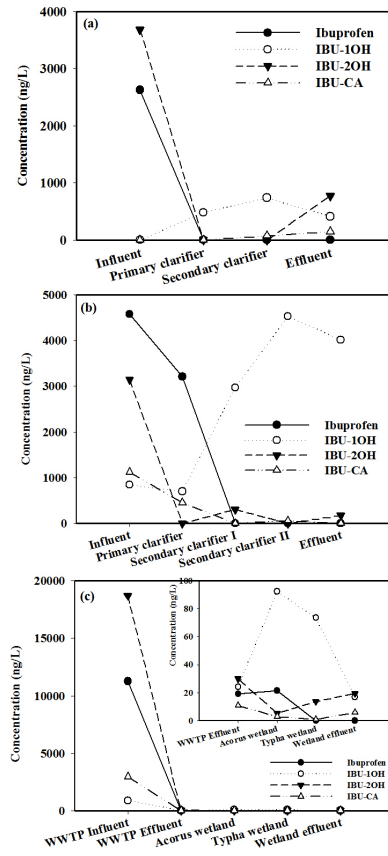 (a)
Ibuprofen
IBU-1OH
IBU-2OH
IBU-CA
Concentration (ng/L)
4000
3000
2000
1000
0
Influent
Primary clarifier
Secondary clarifier
Effluent
(b)
5000
4000
3000
2000
1000
0
Concentration (ng/L)
Ibuprofen
IBU-1OH
IBU-2OH
IBU-CA
Influent
Primary clarifier
Secondary clarifier I
Secondary clarifier II
Effluent
(c)
20000
15000
10000
5000
0
Concentration (ng/L)
100
80
60
40
20
0
Concentration (ng/L)
WWTP Effluent
Acorus wetland
Typha wetland
Wetland effluent
Ibuprofen
IBU-1OH
IBU-2OH
IBU-CA
WWTP Influent
WWTP Effluent
Acorus wetland
Typha wetland
Wetland effluent